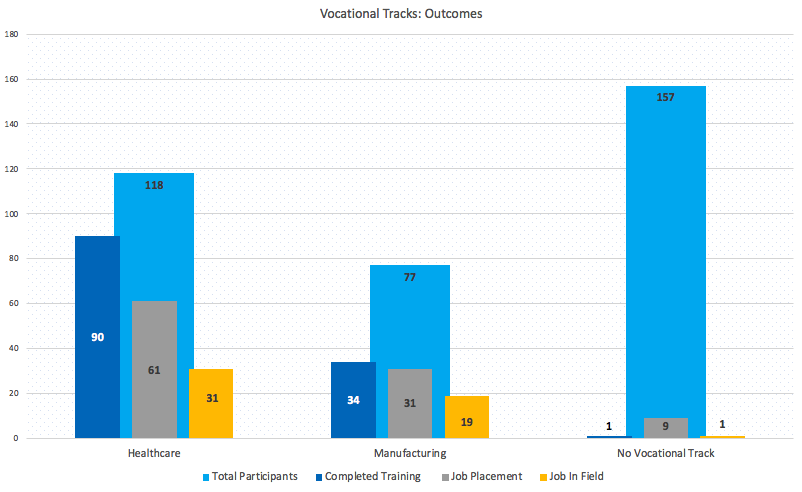 Vocational Tracks: Outcomes
180
160
140
120
100
80
60
40
20
0
118
90
61
31
77
34
31
19
157
1
9
1
Healthcare
Manufacturing
No Vocational Track
Total Participants
Completed Training
Job Placement
Job In Field